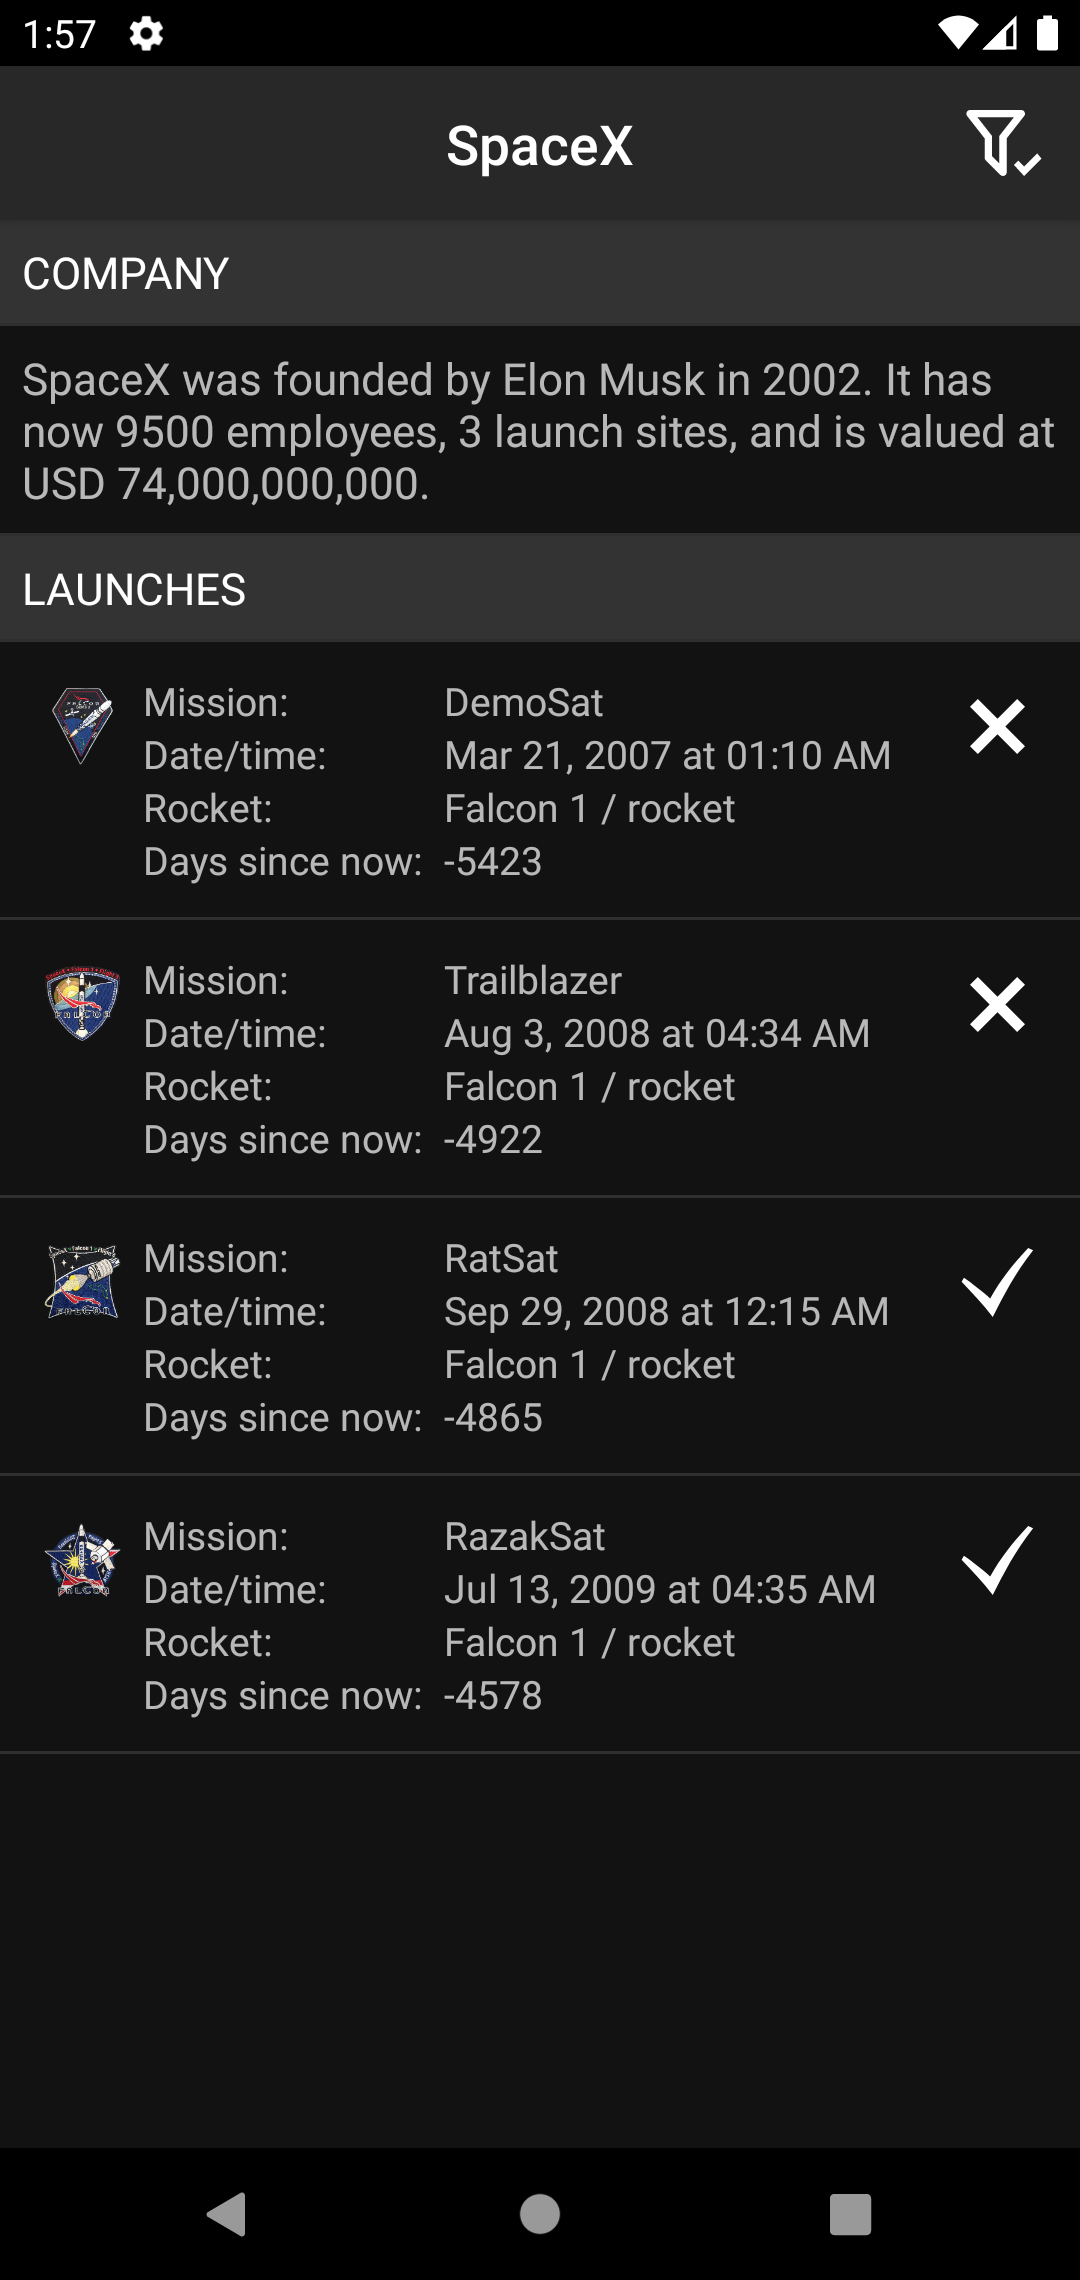 1:57
SpaceX
COMPANY
SpaceX was founded by Elon Musk in 2002. It has
now 9500 employees, 3 launch sites, and is valued at
USD 74,000,000,000.
LAUNCHES
Mission: DemoSat
Date/time: Mar 21, 2007 at 01:10 AM
Rocket: Falcon 1 / rocket
Days since now: -5423
Mission: Trailblazer
Date/time: Aug 3, 2008 at 04:34 AM
Rocket: Falcon 1 / rocket
Days since now: -4922
Mission: RatSat
Date/time: Sep 29, 2008 at 12:15 AM
Rocket: Falcon 1 / rocket
Days since now: -4865
Mission: RazakSat
Date/time: Jul 13, 2009 at 04:35 AM
Rocket: Falcon 1 / rocket
Days since now: -4578